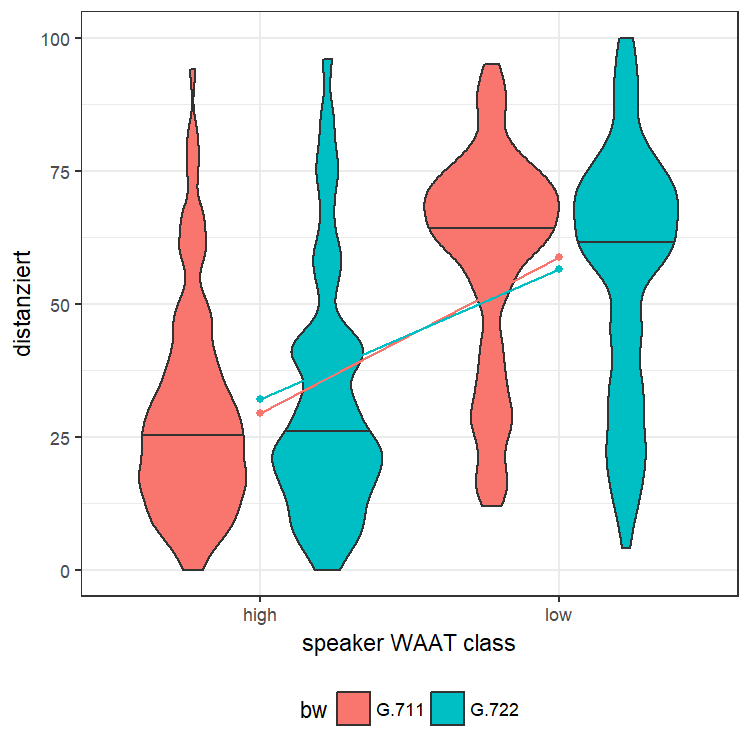 100
75
50
25
0
distanziert
high low
speaker WAAT class
bw G.711 G.722